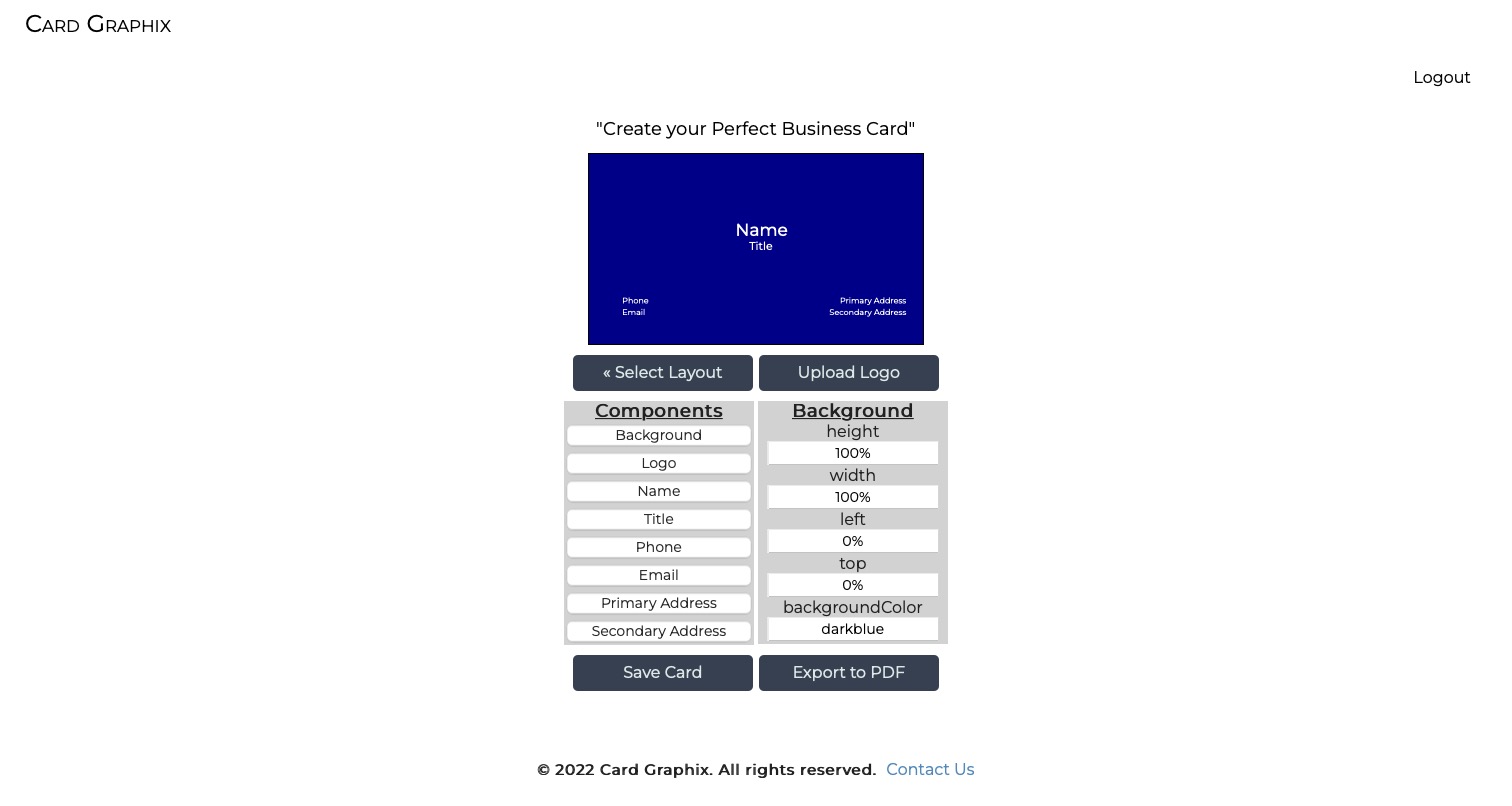 Card Graphix
Logout
"Create your Perfect Business Card"
Name
Title
Phone
Email
Primary Address
Secondary Address
« Select Layout
Upload Logo
Components
Background
Logo
Name
Title
Phone
Email
Primary Address
Secondary Address
Background
height
100%
width
100%
left
0%
top
0%
backgroundColor
darkblue
Save Card
Export to PDF
© 2022 Card Graphix. All rights reserved. Contact Us